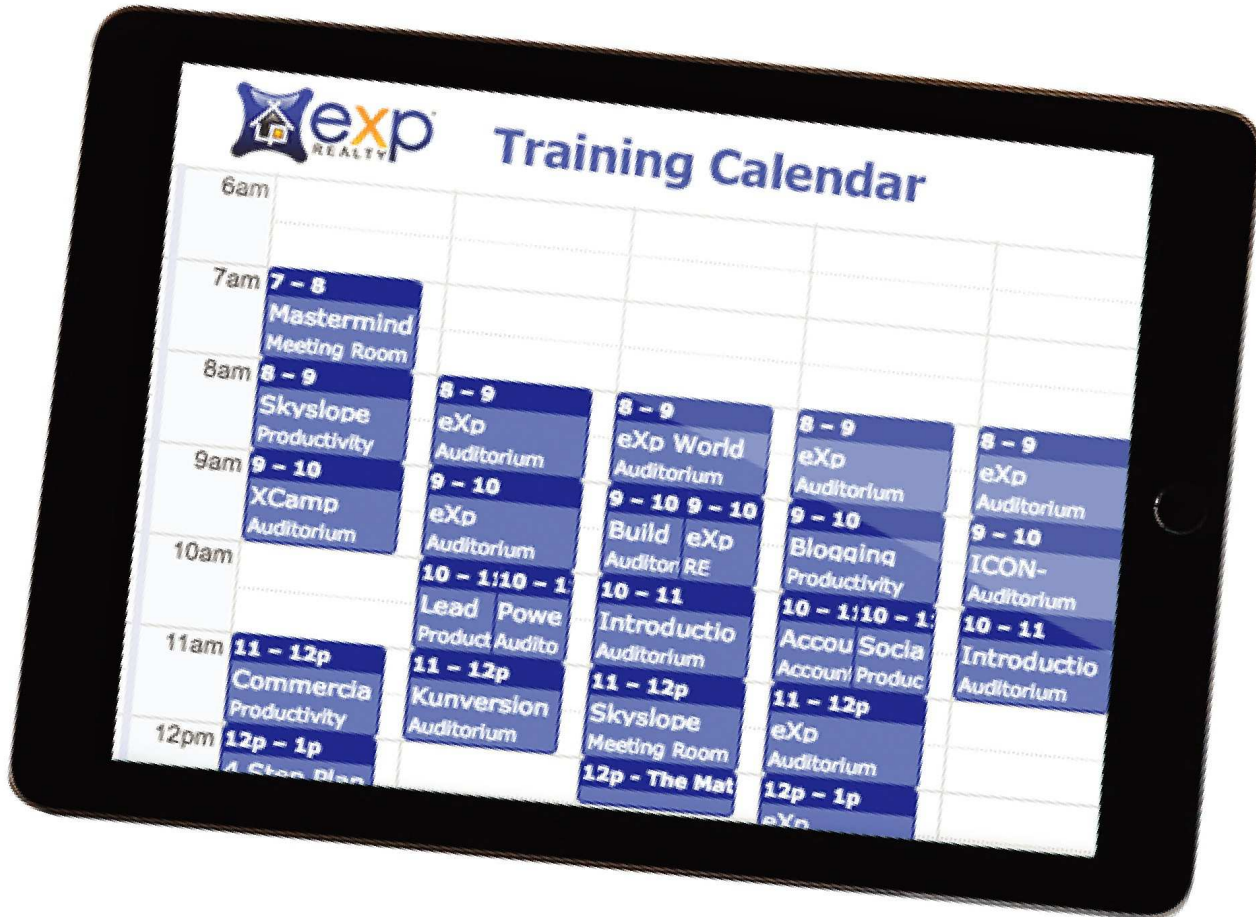 exp
REALTY
Training Calendar
6am
7am
8am
9am
10am
11am
12pm
7 – 8
Mastermind
Meeting Room
8 – 9
Skyslope
Productivity
9 – 10
XCamp
Auditorium
11 – 12p
Commercia
Productivity
12p – 1p
4 Step Plan
8 – 9
eXp
Auditorium
9 – 10
eXp
Auditorium
10 – 1
Lead
Product
10 – 1
Powe
Audito
11 – 12p
Kunversion
Auditorium
8 – 9
eXp World
Auditorium
9 – 10
Build
Auditor
9 – 10
eXp
RE
10 – 11
Introductio
Auditorium
11 – 12p
Skyslope
Meeting Room
12p - The Mat
8 – 9
eXp
Auditorium
9 – 10
Blogging
Productivity
10 – 1
Accou
Accoun
10 – 1
Socia
Produc
11 – 12p
eXp
Auditorium
12p – 1p
eXp
8 – 9
eXp
Auditorium
9 – 10
ICON-
Auditorium
10 – 11
Introductio
Auditorium